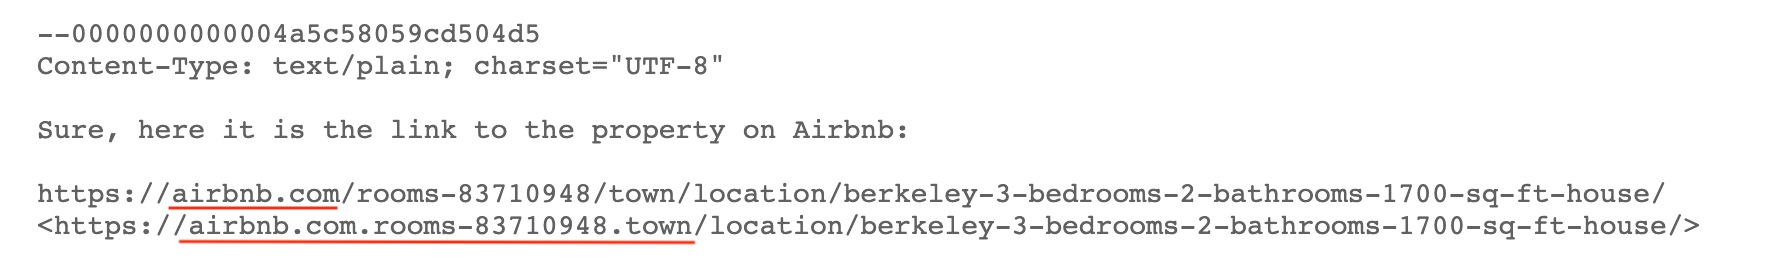 --0000000000004a5c58059cd504d5
Content-Type: text/plain; charset="UTF-8"
Sure, here it is the link to the property on Airbnb:
https://airbnb.com/rooms-83710948/town/location/berkeley-3-bedrooms-2-bathrooms-1700-sq-ft-house/
<https://airbnb.com.rooms-83710948.town/location/berkeley-3-bedrooms-2-bathrooms-1700-sq-ft-house/>